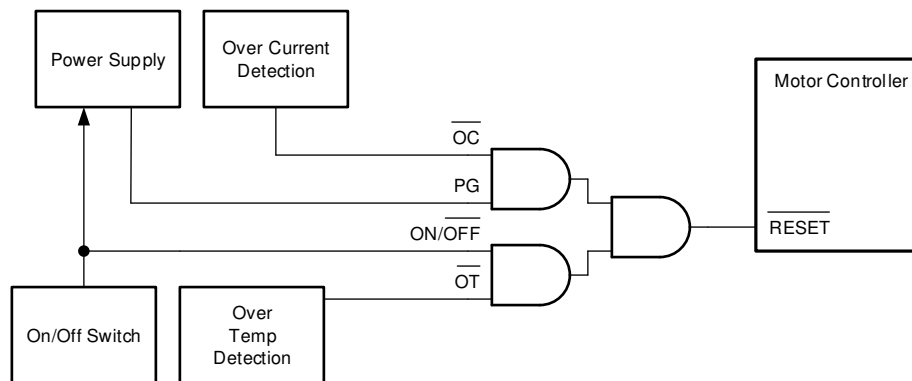 Power Supply
Over Current
Detection
Motor Controller
OC
PG
ON/OFF
OT
RESET
On/Off Switch
Over
Temp
Detection